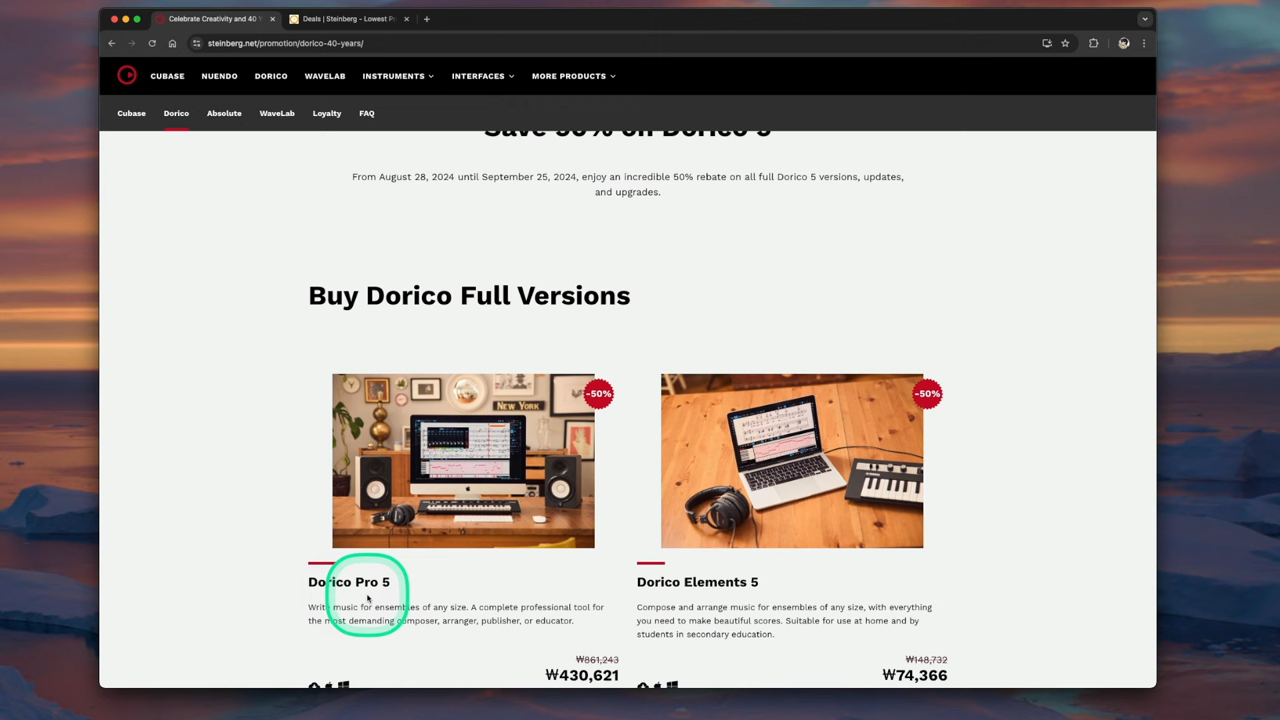 Celebrate Creativity and 40 Y
Deals | Steinberg - Lowest Pr
steinberg.net/promotion/dorico-40-years/
CUBASE NUENDO DORICO WAVELAB INSTRUMENTS INTERFACES MORE PRODUCTS
Cubase Dorico Absolute WaveLab Loyalty FAQ
Save 50% on Dorico 5
From August 28, 2024 until September 25, 2024, enjoy an incredible 50% rebate on all full Dorico 5 versions, updates,
and upgrades.
Buy Dorico Full Versions
-50%
NEW YORK
-50%
Dorico Pro 5
Write music for ensembles of any size. A complete professional tool for
the most demanding composer, arranger, publisher, or educator.
₩861,243
₩430,621
Dorico Elements 5
Compose and arrange music for ensembles of any size, with everything
you need to make beautiful scores. Suitable for use at home and by
students in secondary education.
₩148,732
₩74,366